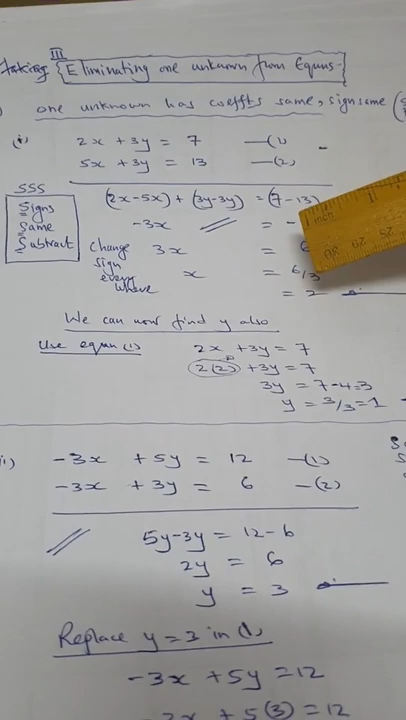 III
taking {Eliminating one unknown from Equns.}
one unknown has coeffts same, sign same
(i) 2x + 3y = 7 —(1)
5x + 3y = 13 —(2)
SSS
Signs
Same
Subtract
(2x-5x) + (3y-3y) = (7-13)
-3x = -
Change sign every where
3x = 6
x = 6/3
= 2
We can now find y also
Use equn (1) 2x + 3y = 7
2(2) + 3y = 7
3y = 7-4=3
y = 3/3 = 1
ii) -3x + 5y = 12 —(1)
-3x + 3y = 6 —(2)
5y-3y = 12-6
2y = 6
y = 3
Replace y = 3 in (1)
-3x + 5y = 12
-3x + 5(3) = 12